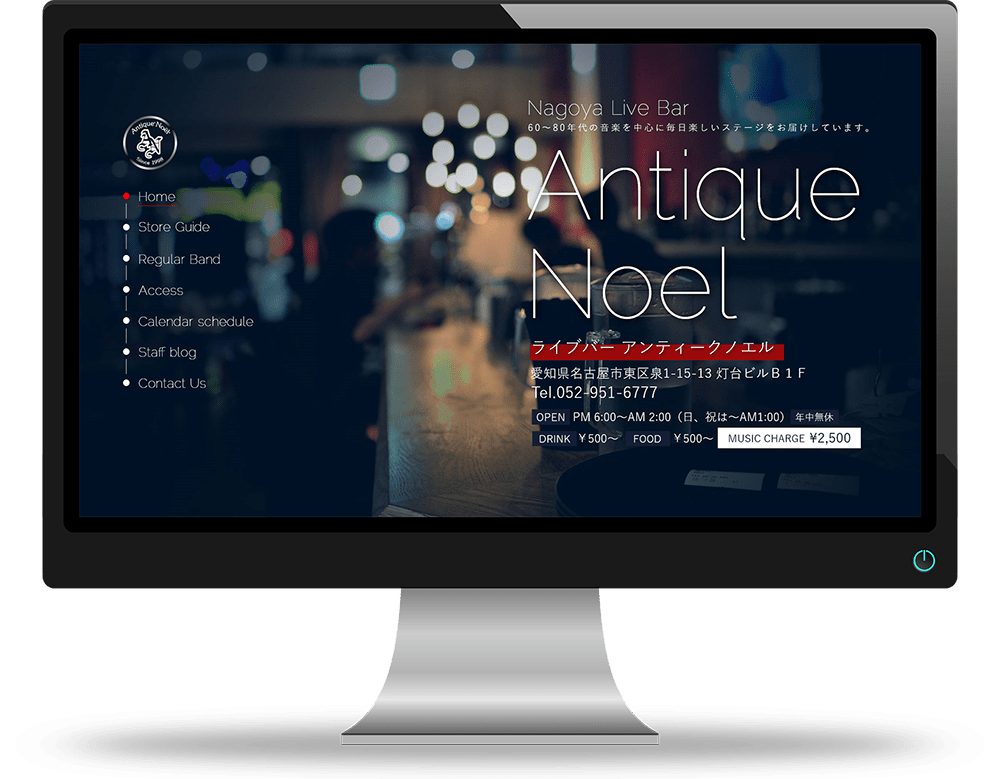 Antique Noel
Since 1998
Home
Store Guide
Regular Band
Access
Calendar schedule
Staff blog
Contact Us
Nagoya Live Bar
60〜80年代の音楽を中心に毎日楽しいステージをお届けしています。
Antique
Noel
ライブバー アンティークノエル
愛知県名古屋市東区泉1-15-13 灯台ビルB1F
Tel.052-951-6777
OPEN PM 6:00〜AM 2:00（日、祝は〜AM1:00） 年中無休
DRINK ¥500〜 FOOD ¥500〜 MUSIC CHARGE ¥2,500